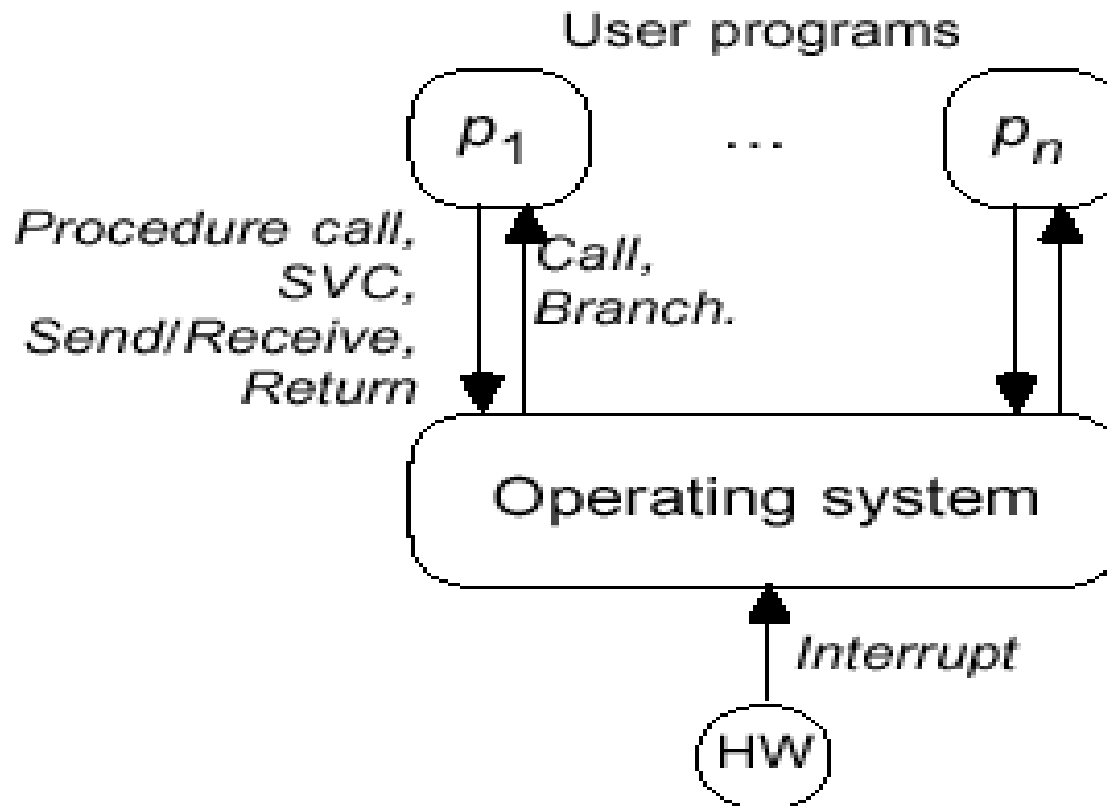 User programs
p1
...
pn
Procedure call,
SVC,
Send/Receive,
Return
Call,
Branch.
Operating system
Interrupt
HW